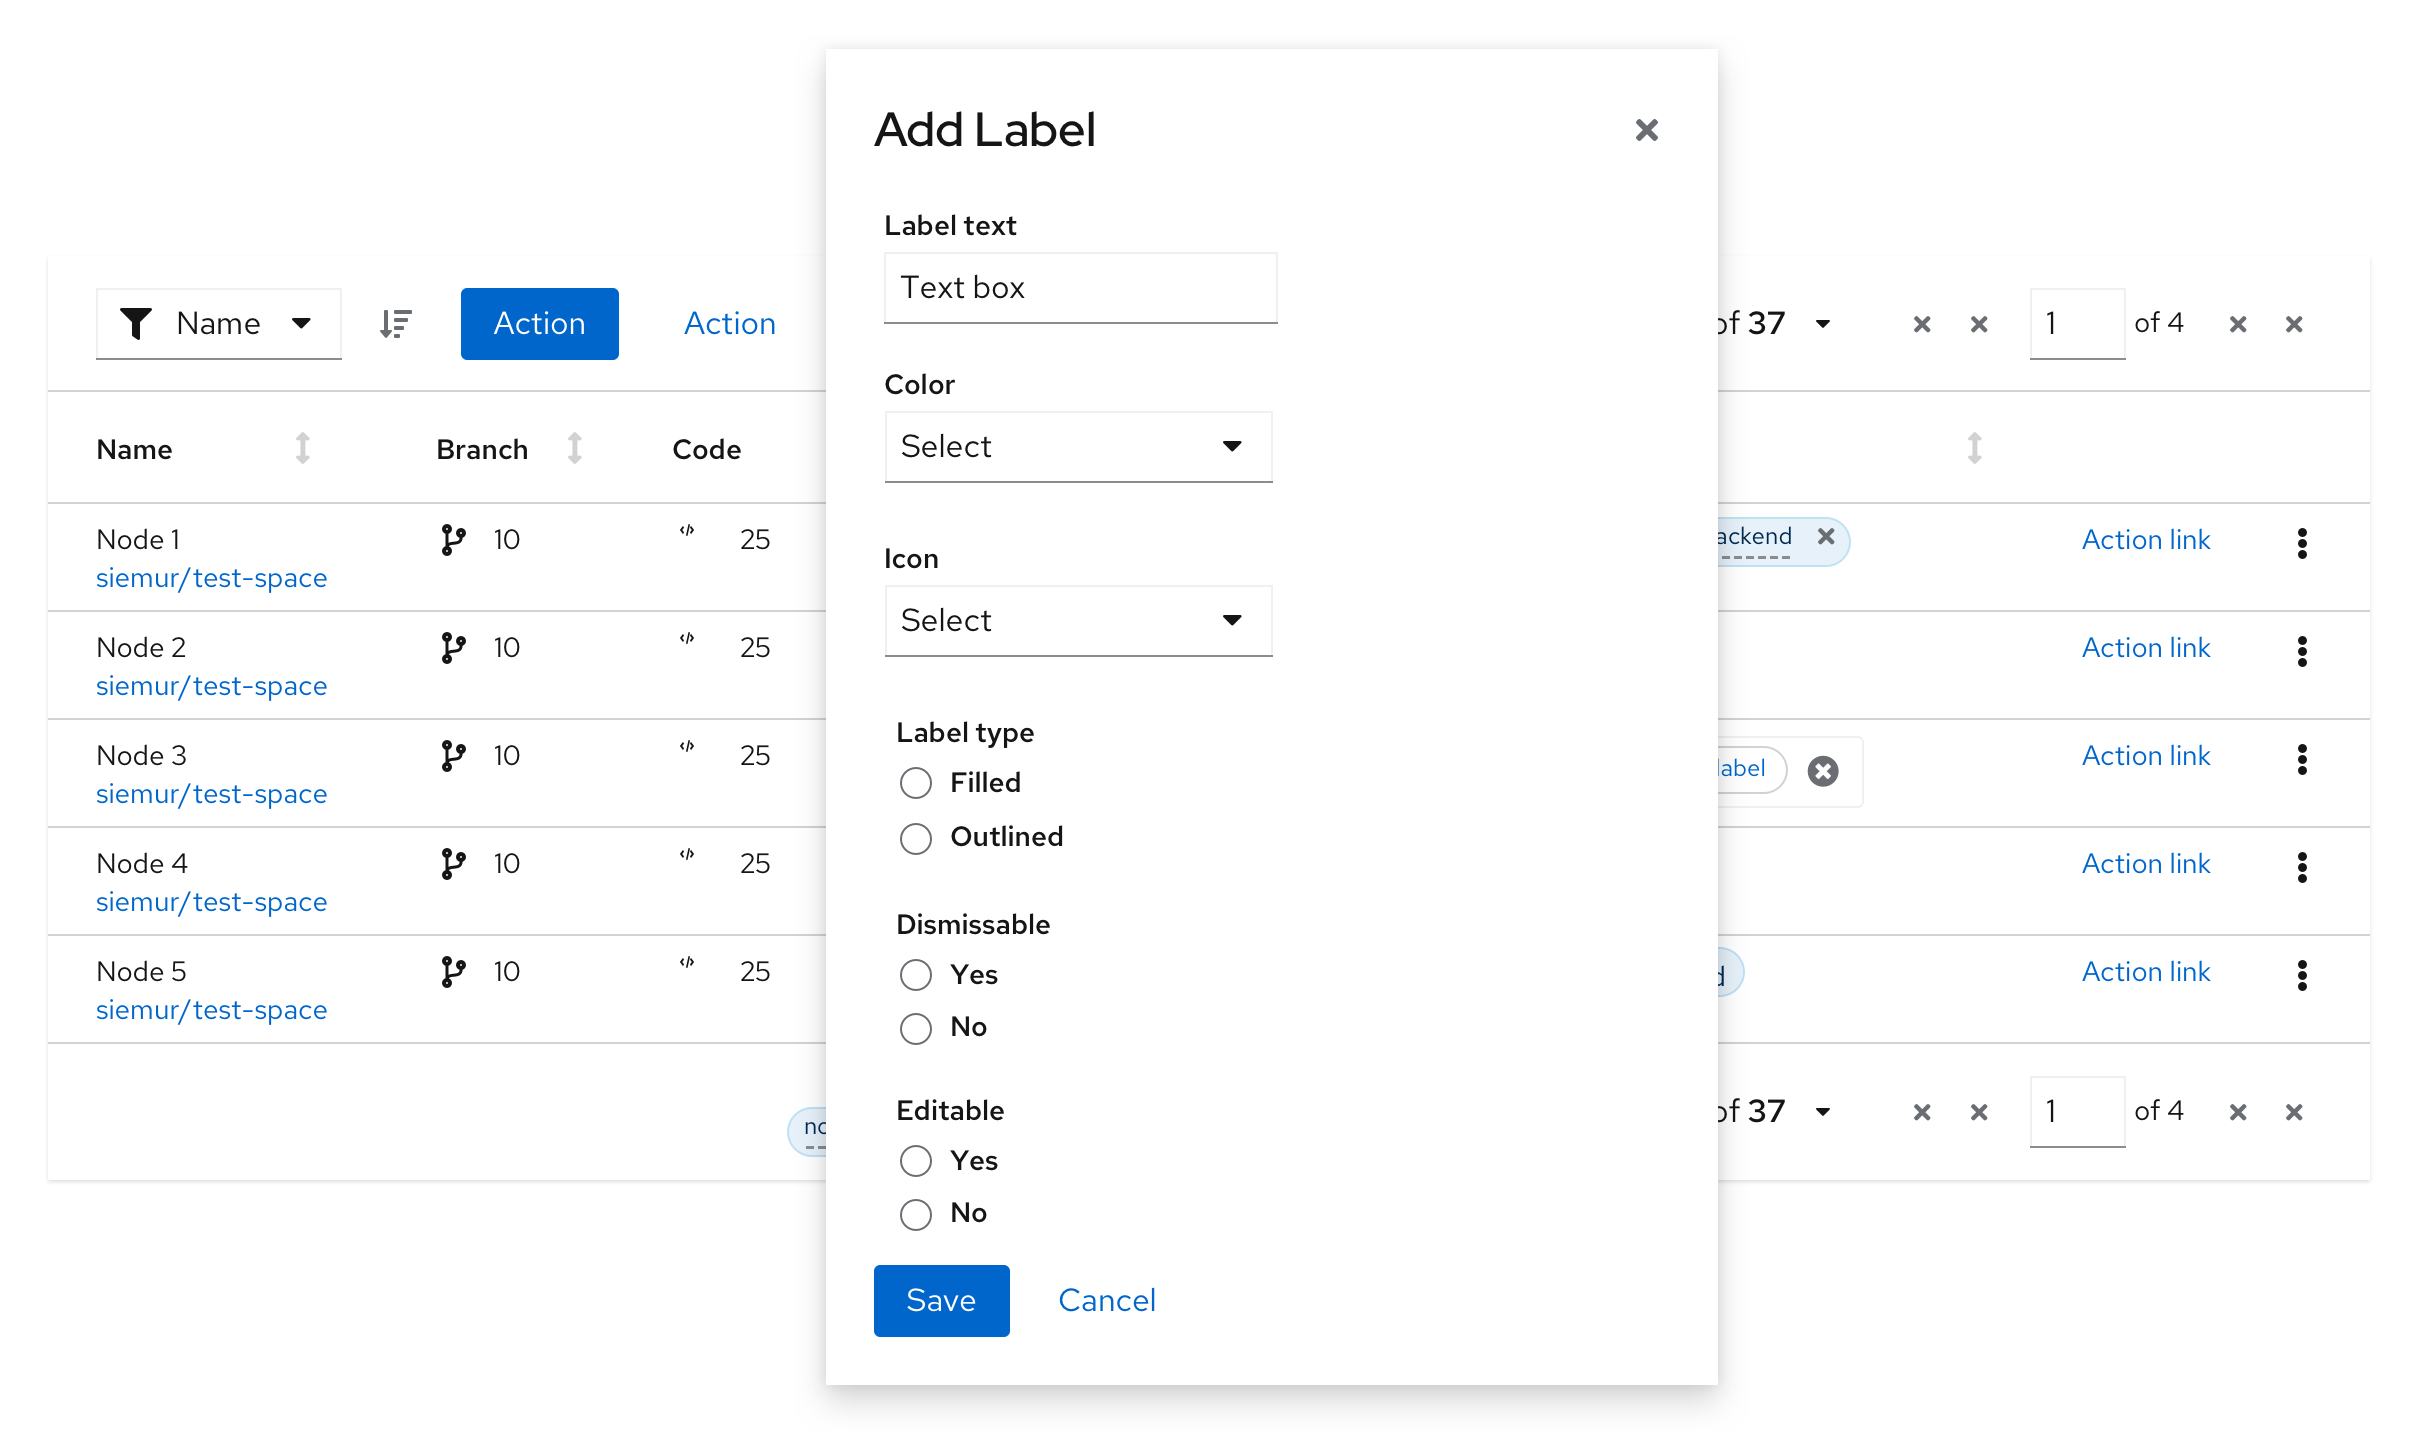 Add Label
Label text
Text box
Color
Select
Icon
Select
Label type
Filled
Outlined
Dismissable
Yes
No
Editable
Yes
No
Save Cancel
Name Action Action
of 37 1 of 4
Name Branch Code
Node 1 10 25
siemur/test-space
ackend Action link
Node 2 10 25
siemur/test-space
Action link
Node 3 10 25
siemur/test-space
label Action link
Node 4 10 25
siemur/test-space
Action link
Node 5 10 25
siemur/test-space
Action link
of 37 1 of 4